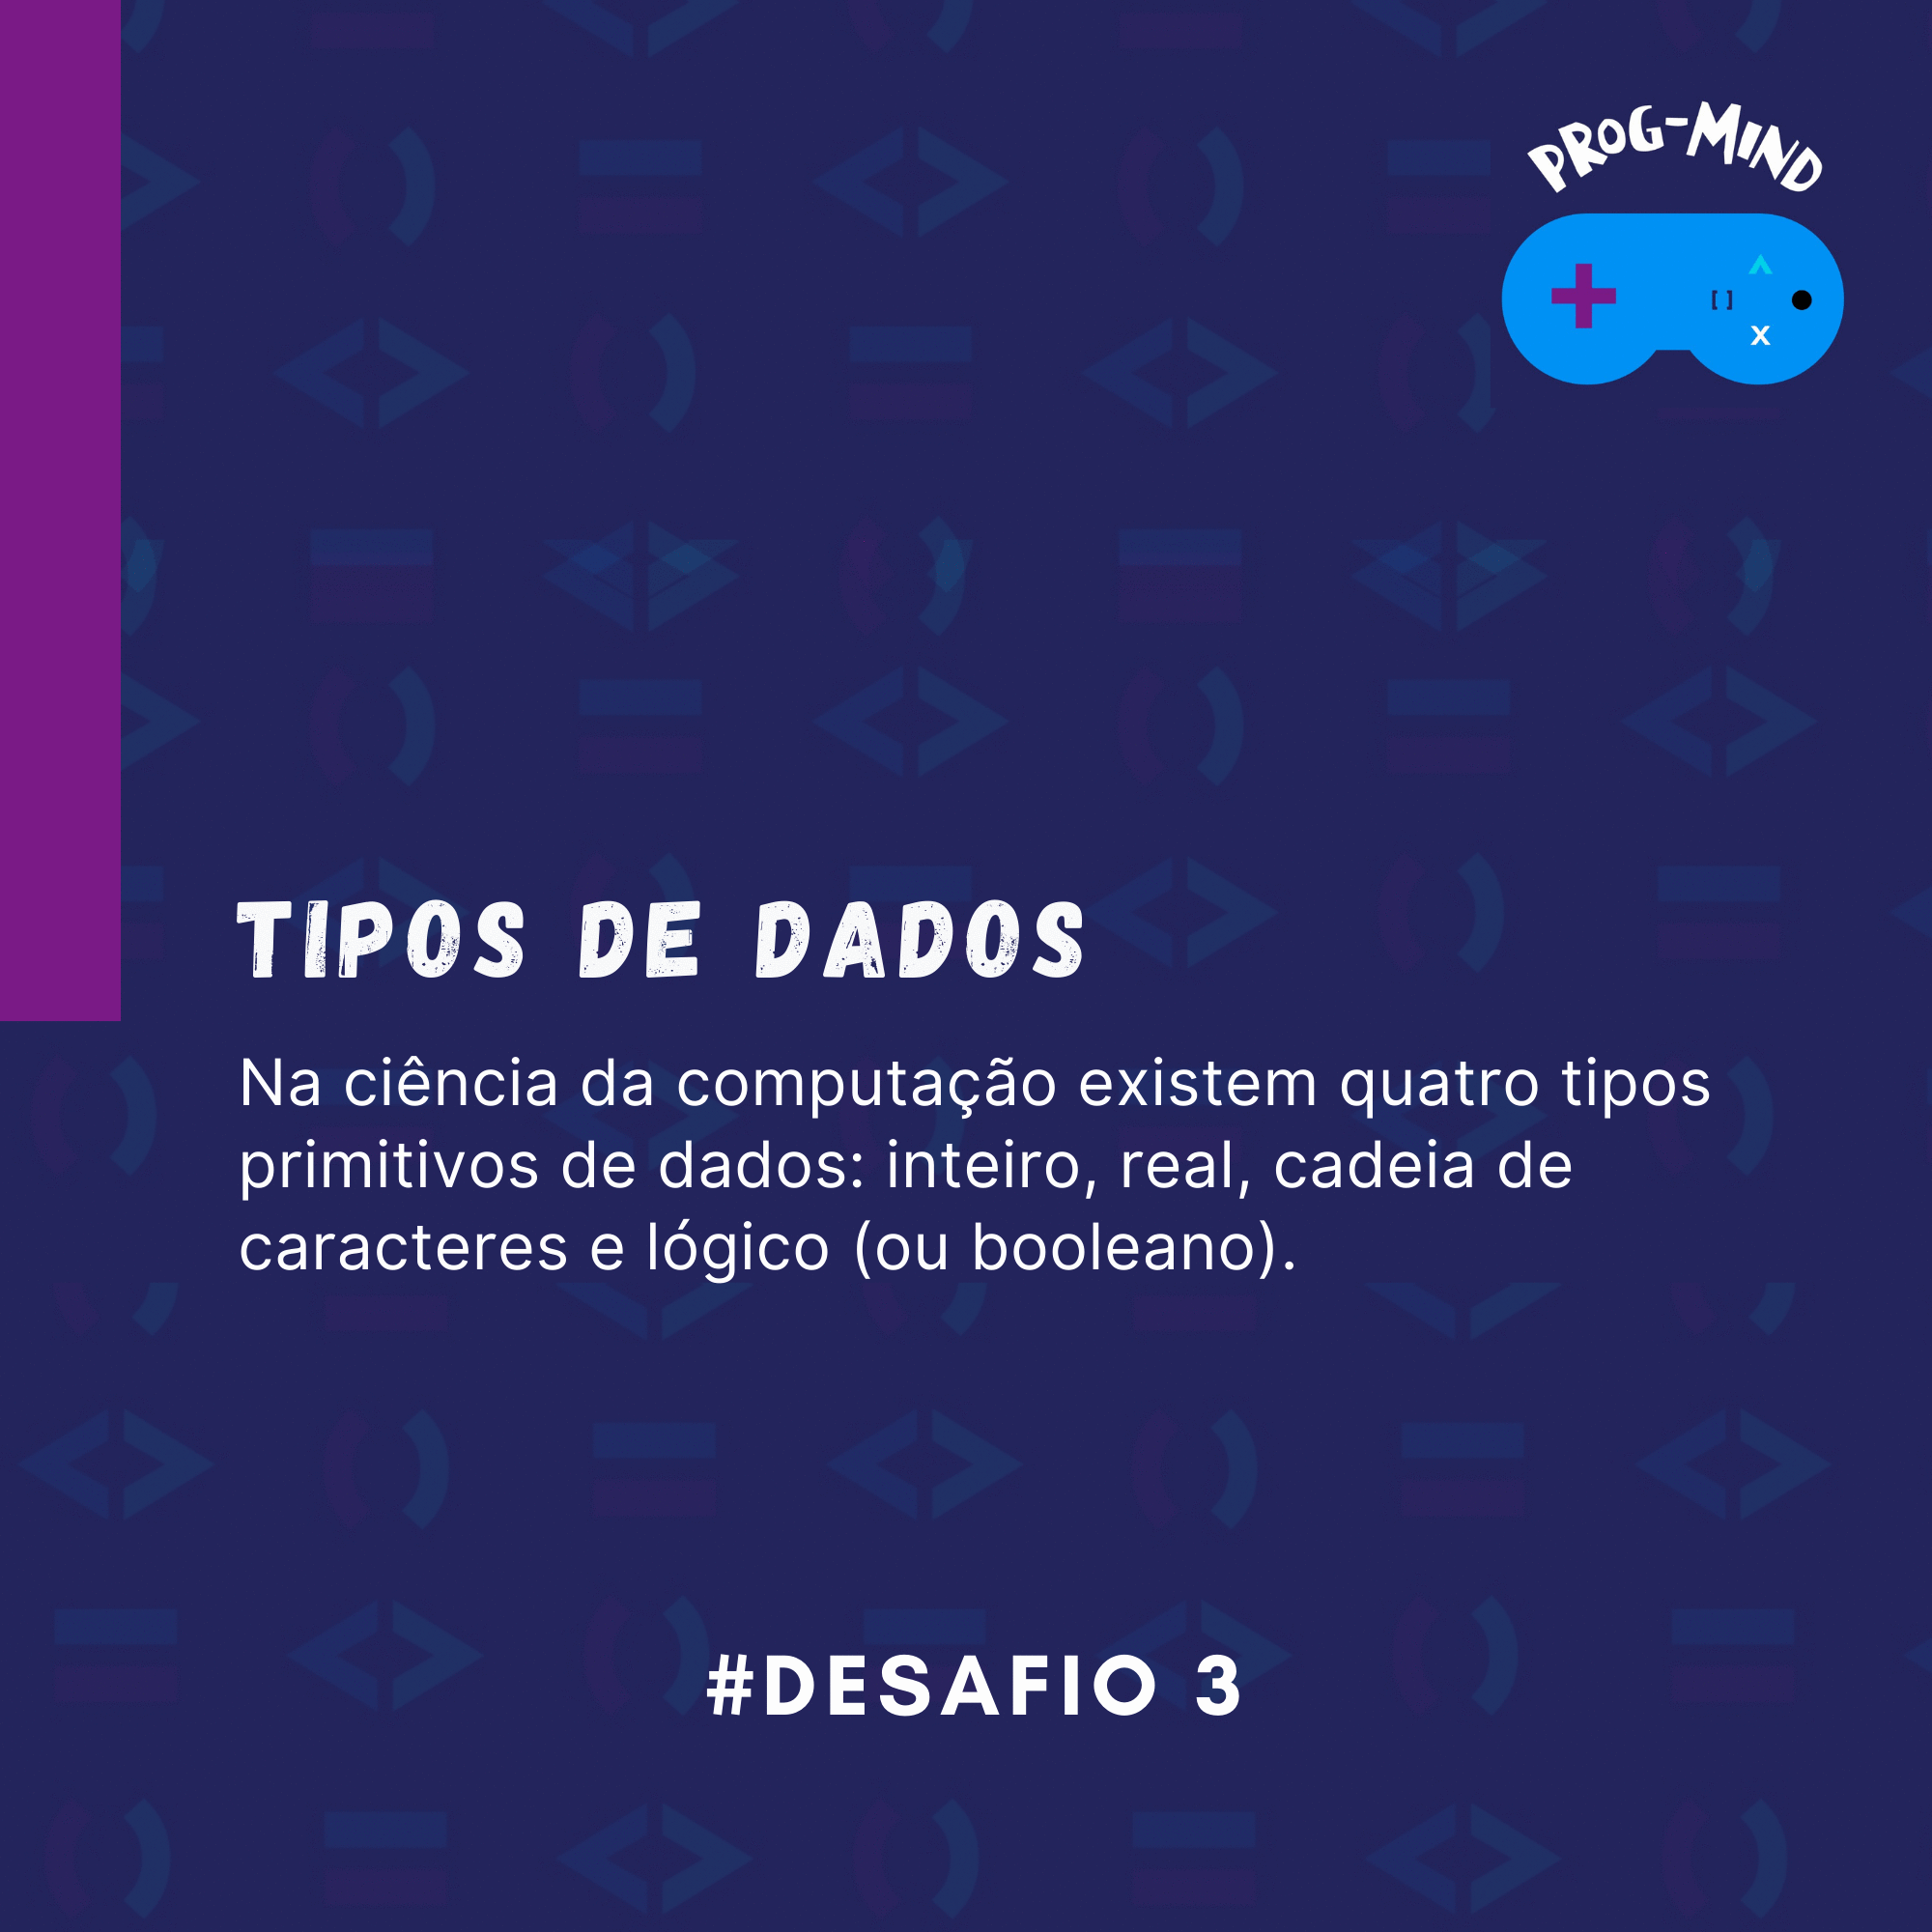 PROG-MIND
[ ]
^
x
TIPOS DE DADOS
Na ciência da computação existem quatro tipos
primitivos de dados: inteiro, real, cadeia de
caracteres e lógico (ou booleano).
#DESAFIO 3